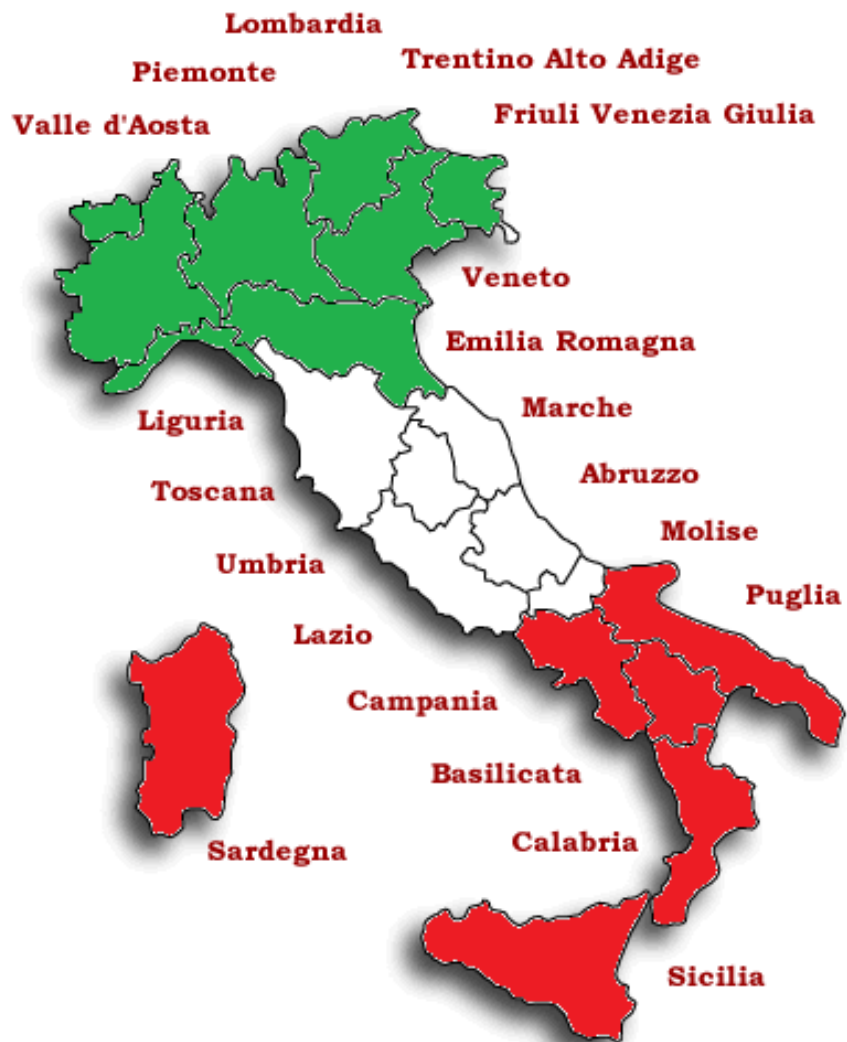 Lombardia
Trentino Alto Adige
Piemonte
Friuli Venezia Giulia
Valle d'Aosta
Veneto
Emilia Romagna
Marche
Liguria
Abruzzo
Toscana
Molise
Umbria
Puglia
Lazio
Campania
Basilicata
Calabria
Sardegna
Sicilia